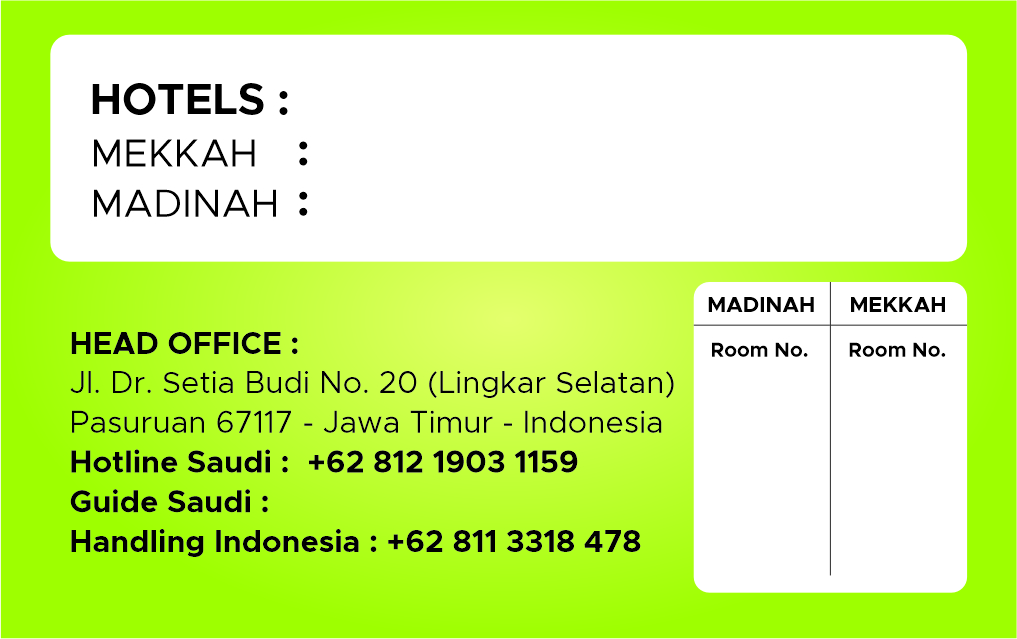 HOTELS :
MEKKAH :
MADINAH :
HEAD OFFICE :
Jl. Dr. Setia Budi No. 20 (Lingkar Selatan)
Pasuruan 67117 - Jawa Timur - Indonesia
Hotline Saudi : +62 812 1903 1159
Guide Saudi :
Handling Indonesia : +62 811 3318 478
MADINAH MEKKAH
Room No. Room No.